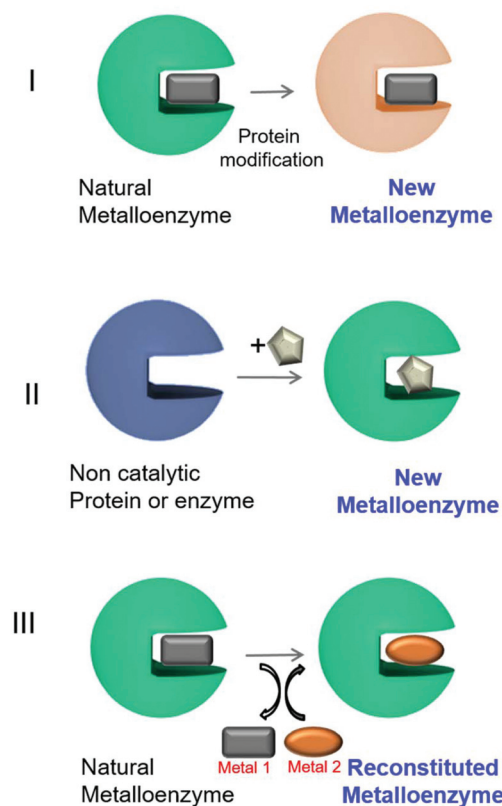 I
Protein
modification
Natural
Metalloenzyme
New
Metalloenzyme
+
II
Non catalytic
Protein or enzyme
New
Metalloenzyme
III
Metal 1 Metal 2
Natural
Metalloenzyme
Reconstituted
Metalloenzyme